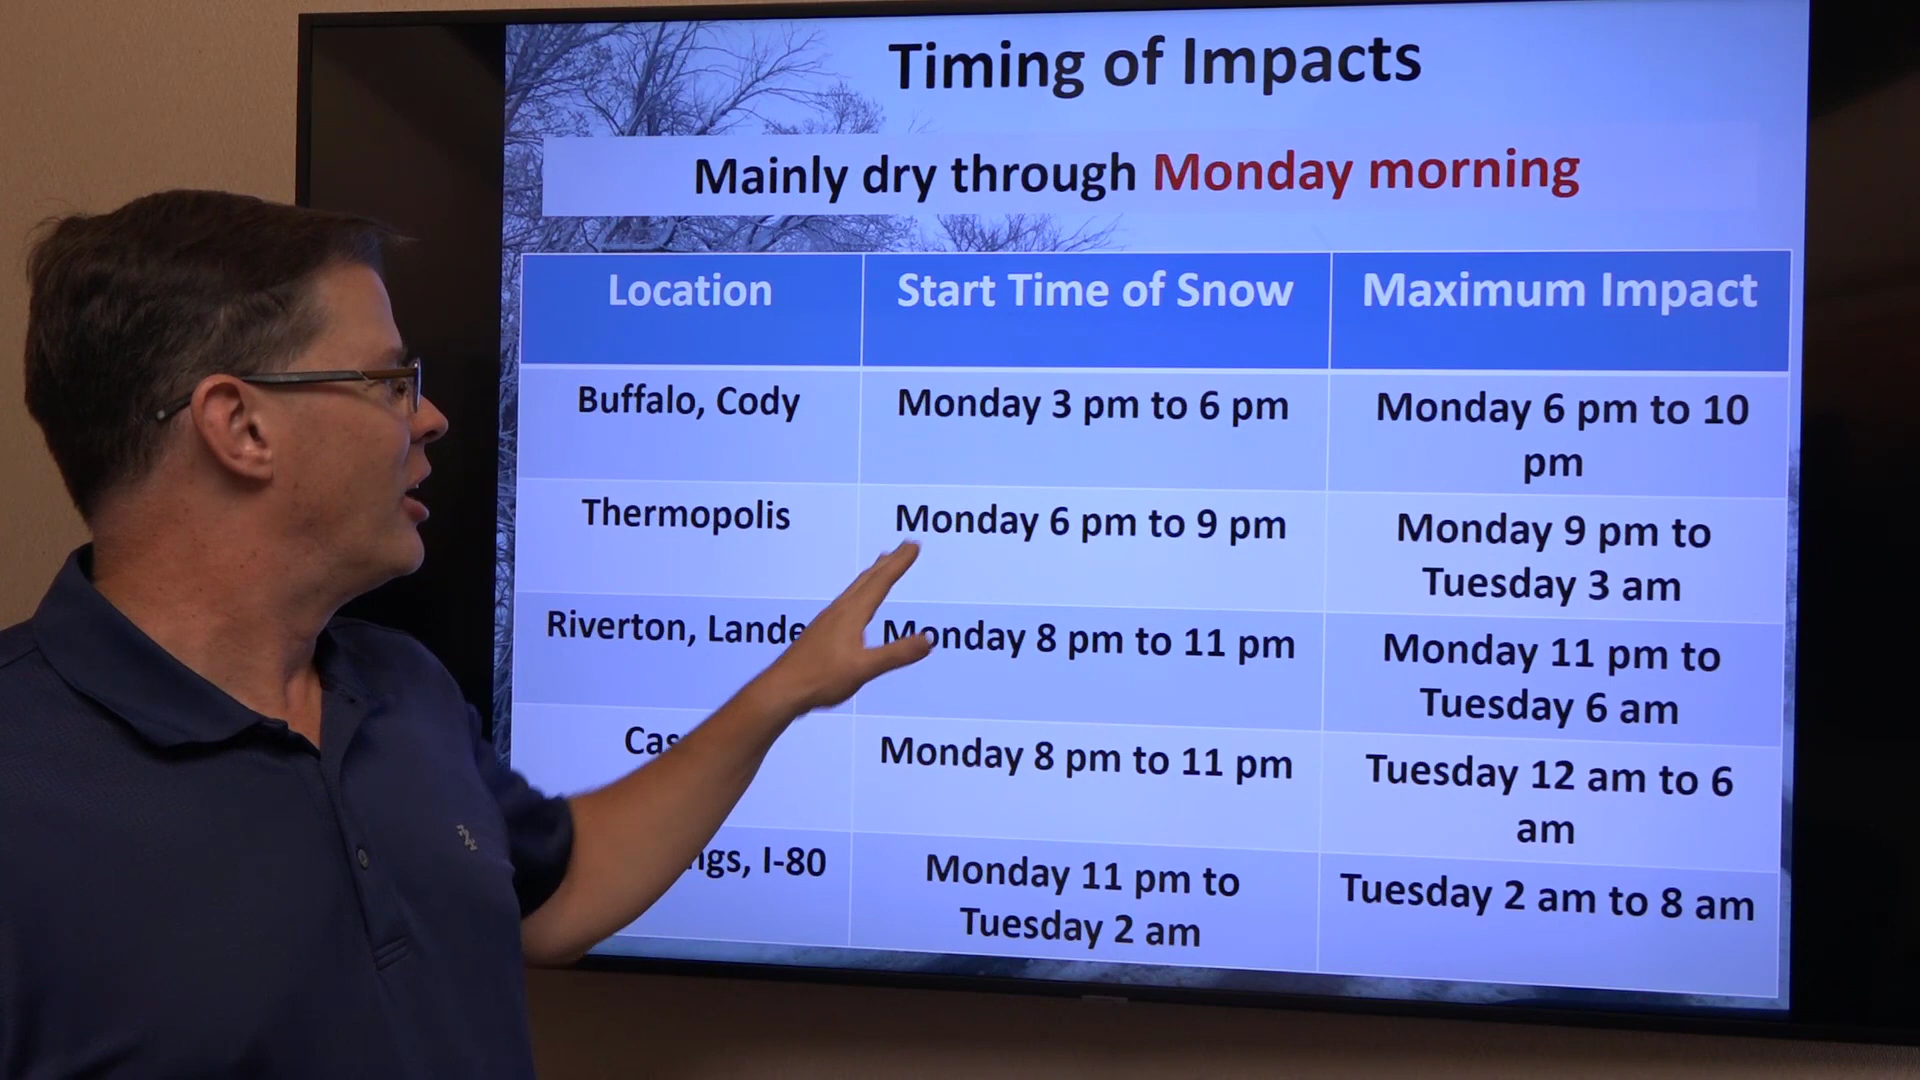 Timing of Impacts
Mainly dry through Monday morning
Location Start Time of Snow Maximum Impact
Buffalo, Cody Monday 3 pm to 6 pm Monday 6 pm to 10
pm
Thermopolis Monday 6 pm to 9 pm Monday 9 pm to
Tuesday 3 am
Riverton, Monday 8 pm to 11 pm Monday 11 pm to
Tuesday 6 am
Monday 8 pm to 11 pm Tuesday 12 am to 6
am
I-80 Monday 11 pm to Tuesday 2 am to 8 am
Tuesday 2 am